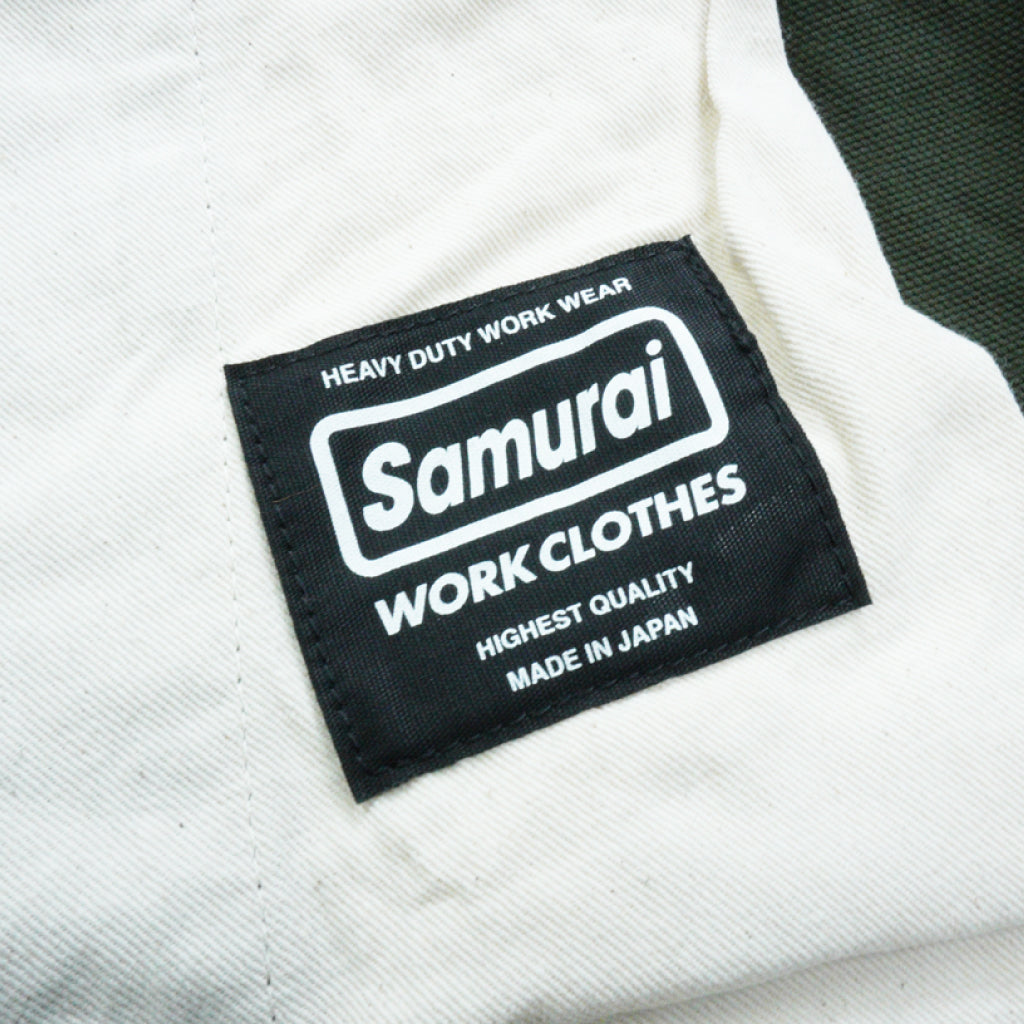 HEAVY DUTY WORK WEAR
Samurai
WORK CLOTHES
HIGHEST QUALITY
MADE IN JAPAN